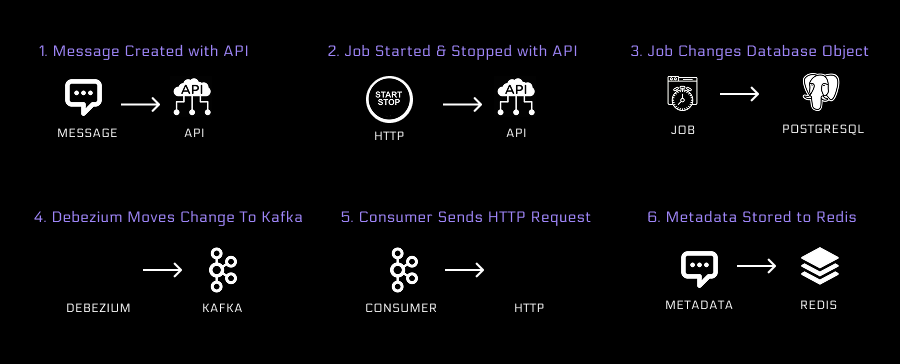 1. Message Created with API
2. Job Started & Stopped with API
3. Job Changes Database Object
API
START
STOP
API
MESSAGE
API
HTTP
API
JOB
POSTGRESQL
4. Debezium Moves Change To Kafka
5. Consumer Sends HTTP Request
6. Metadata Stored to Redis
DEBEZIUM
KAFKA
CONSUMER
HTTP
METADATA
REDIS